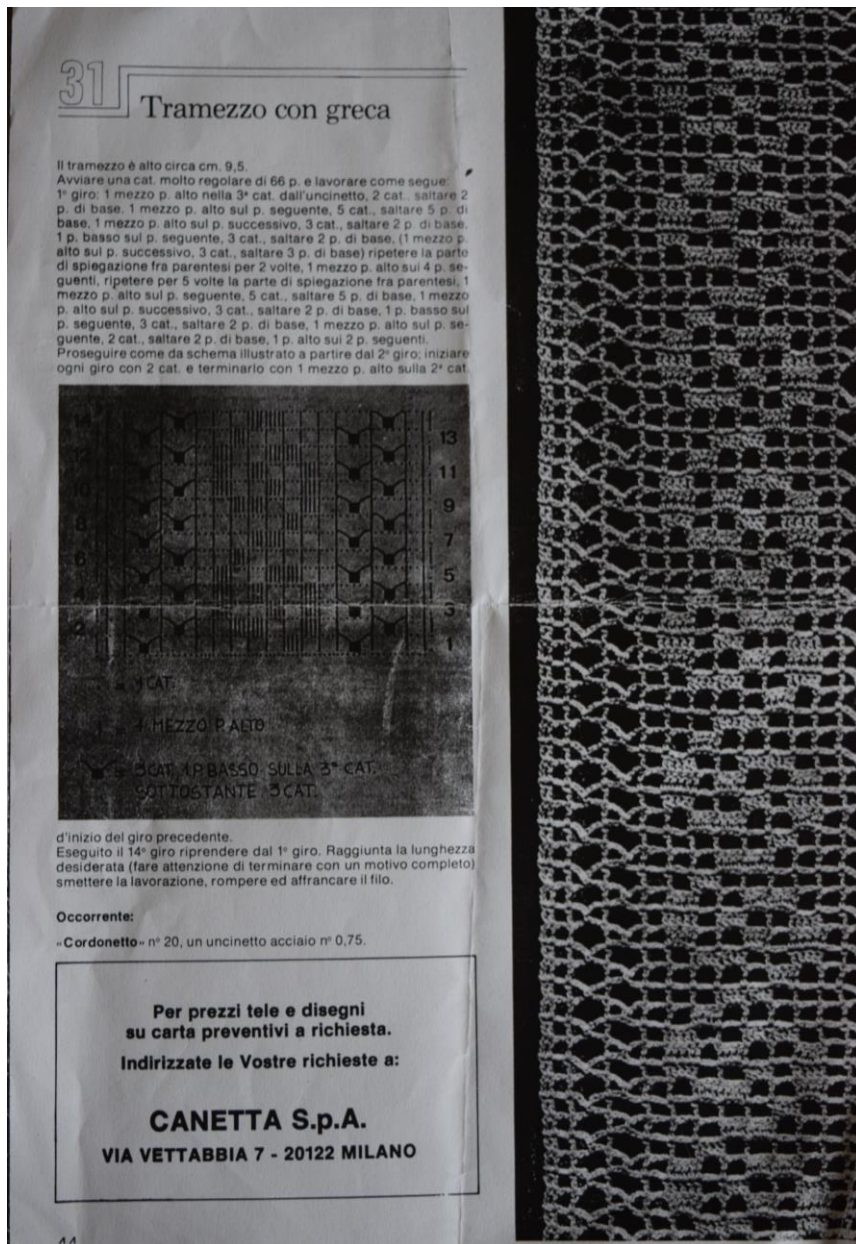 31
Tramezzo con greca
Il tramezzo è alto circa cm. 9,5.
Avviare una cat. molto regolare di 66 p. e lavorare come segue:
1° giro: 1 mezzo p. alto nella 3ª cat. dall'uncinetto, 2 cat., saltare 2
p. di base, 1 mezzo p. alto sul p. seguente, 5 cat., saltare 5 p. di
base, 1 mezzo p. alto sul p. successivo, 3 cat., saltare 2 p. di base,
1 p. basso sul p. seguente, 3 cat., saltare 2 p. di base, (1 mezzo p.
alto sul p. successivo, 3 cat., saltare 3 p. di base) ripetere la parte
di spiegazione fra parentesi per 2 volte, 1 mezzo p. alto sui 4 p. se-
guenti, ripetere per 5 volte la parte di spiegazione fra parentesi, 1
mezzo p. alto sul p. seguente, 5 cat., saltare 5 p. di base, 1 mezzo
p. alto sul p. successivo, 3 cat., saltare 2 p. di base, 1 p. basso sul
p. seguente, 3 cat., saltare 2 p. di base, 1 mezzo p. alto sul p. se-
guente, 2 cat., saltare 2 p. di base, 1 p. alto sui 2 p. seguenti.
Proseguire come da schema illustrato a partire dal 2° giro; iniziare
ogni giro con 2 cat. e terminarlo con 1 mezzo p. alto sulla 2ª cat.
14
13
12
11
10
9
8
7
6
5
4
3
2
1
= 1 CAT.
= 1 MEZZO P. ALTO
= 3CAT, 1P. BASSO SULLA 3ª CAT.
SOTTOSTANTE 3CAT.
d'inizio del giro precedente.
Eseguito il 14° giro riprendere dal 1° giro. Raggiunta la lunghezza
desiderata (fare attenzione di terminare con un motivo completo)
smettere la lavorazione, rompere ed affrancare il filo.
Occorrente:
«Cordonetto» n° 20, un uncinetto acciaio n° 0,75.
Per prezzi tele e disegni
su carta preventivi a richiesta.
Indirizzate le Vostre richieste a:
CANETTA S.p.A.
VIA VETTABBIA 7 - 20122 MILANO